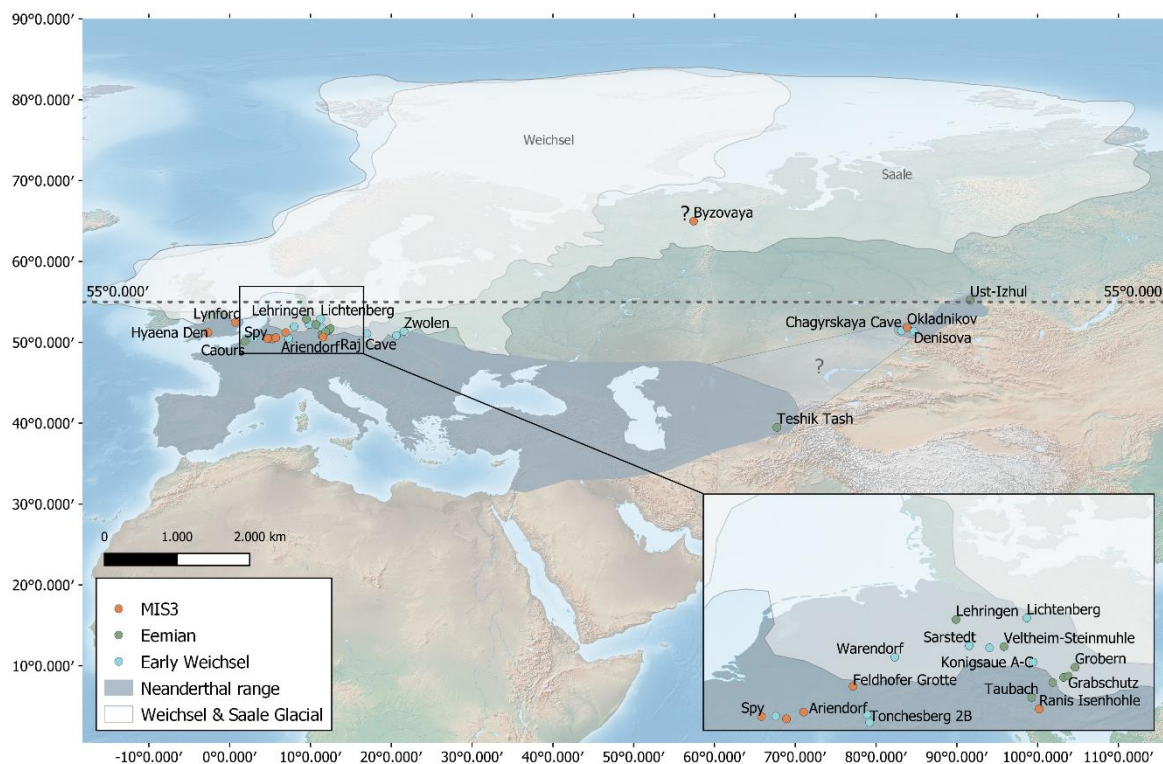 90°0.000′
80°0.000′
70°0.000′
60°0.000′
50°0.000′
40°0.000′
30°0.000′
20°0.000′
10°0.000′
Weichsel
Saale
? Byzovaya
55°0.000′
55°0.000
Ust-Izhul
Lynford
Lehringen
Lichtenberg
Hyaena Den
Spy
Zwolen
Caours
Ariendorf
Raj Cave
Chagyrskaya Cave
Okladnikov
Denisova
?
Teshik Tash
0 1.000 2.000 km
MIS3
Eemian
Early Weichsel
Neanderthal range
Weichsel & Saale Glacial
Lehringen
Lichtenberg
Sarstedt
Veltheim-Steinmuhle
Warendorf
Konigsaue A-C
Grobern
Feldhofer Grotte
Grabschutz
Taubach
Ranis Isenhohle
Spy
Ariendorf
Tonchesberg 2B
-10°0.000′ 0°0.000′ 10°0.000′ 20°0.000′ 30°0.000′ 40°0.000′ 50°0.000′ 60°0.000′ 70°0.000′ 80°0.000′ 90°0.000′ 100°0.000′ 110°0.000′